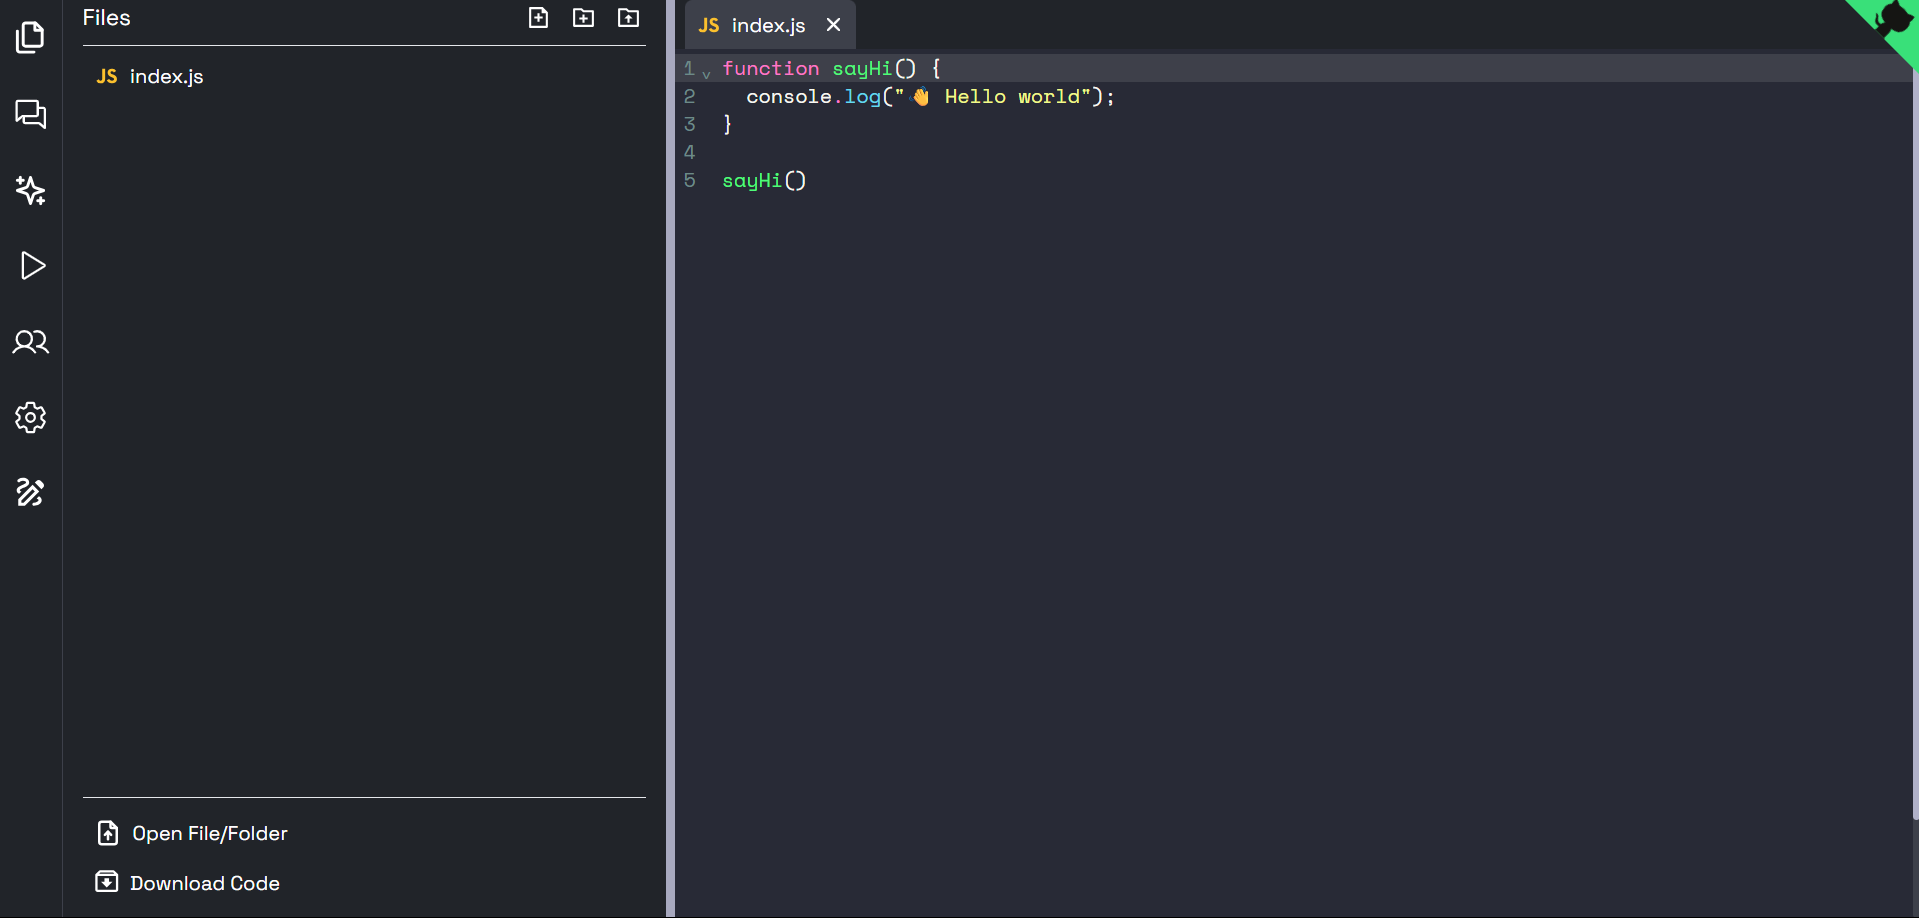 Files
JS index.js
Open File/Folder
Download Code
JS index.js
1 function sayHi() {
2   console.log("👋 Hello world");
3 }
4
5 sayHi()